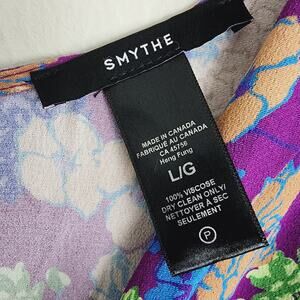 SMYTHE
MADE IN CANADA
FABRIQUÉ AU CANADA
CA 45756
Heng Fung
L/G
100% VISCOSE
DRY CLEAN ONLY/
NETTOYER À SEC
SEULEMENT
P